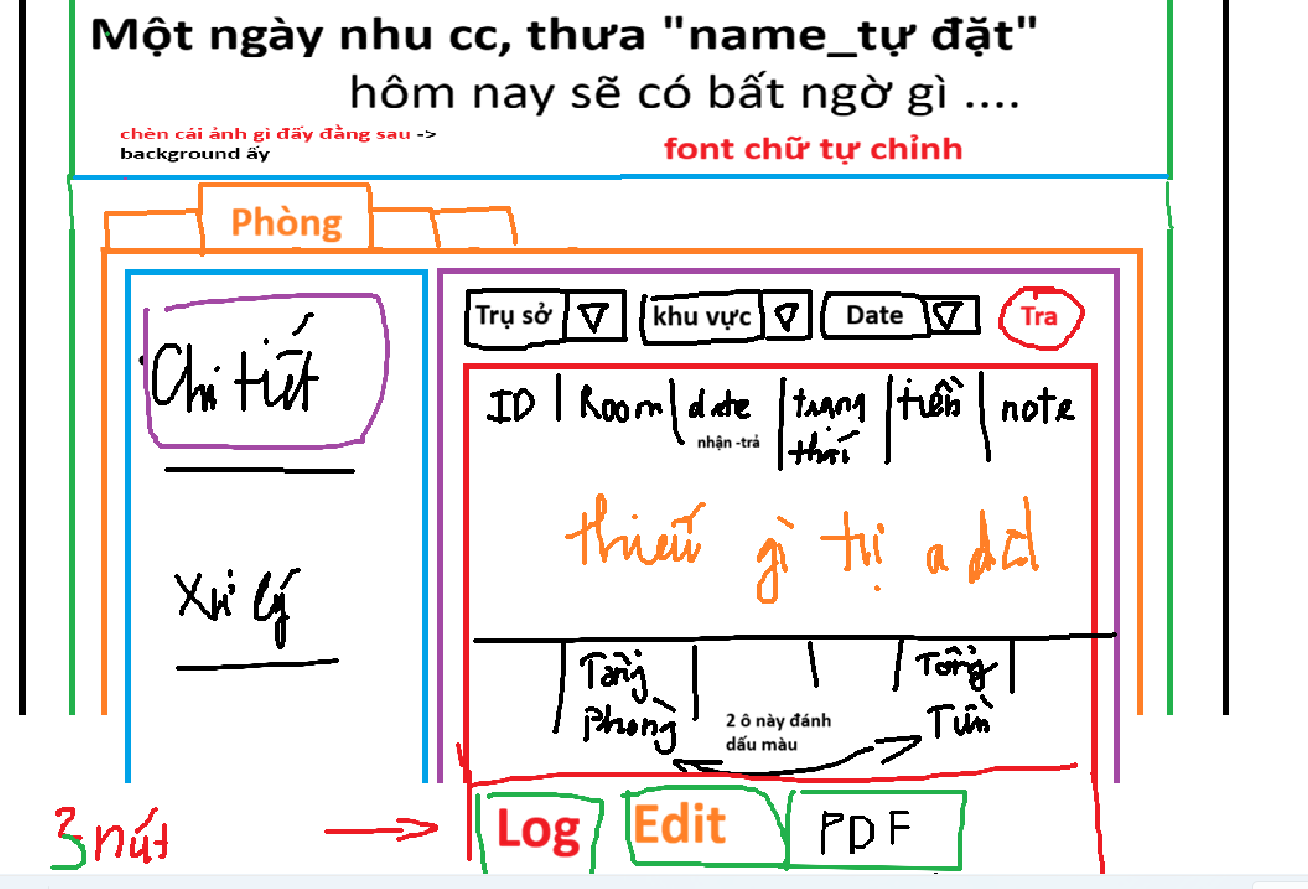 Một ngày nhu cc, thưa "name_tự đặt"
hôm nay sẽ có bất ngờ gì ....
chèn cái ảnh gì đấy đằng sau ->
background ấy
font chữ tự chỉnh
Phòng
Chi tiết
Xử lý
Trụ sở
khu vực
Date
Tra
ID | Room | date | trạng | tiền | note
nhận -trả
thái
thiếu gì thì a
Tổng
Phòng
Tổng
Tiền
2 ô này đánh
dấu màu
3 nút
Log
Edit
PDF